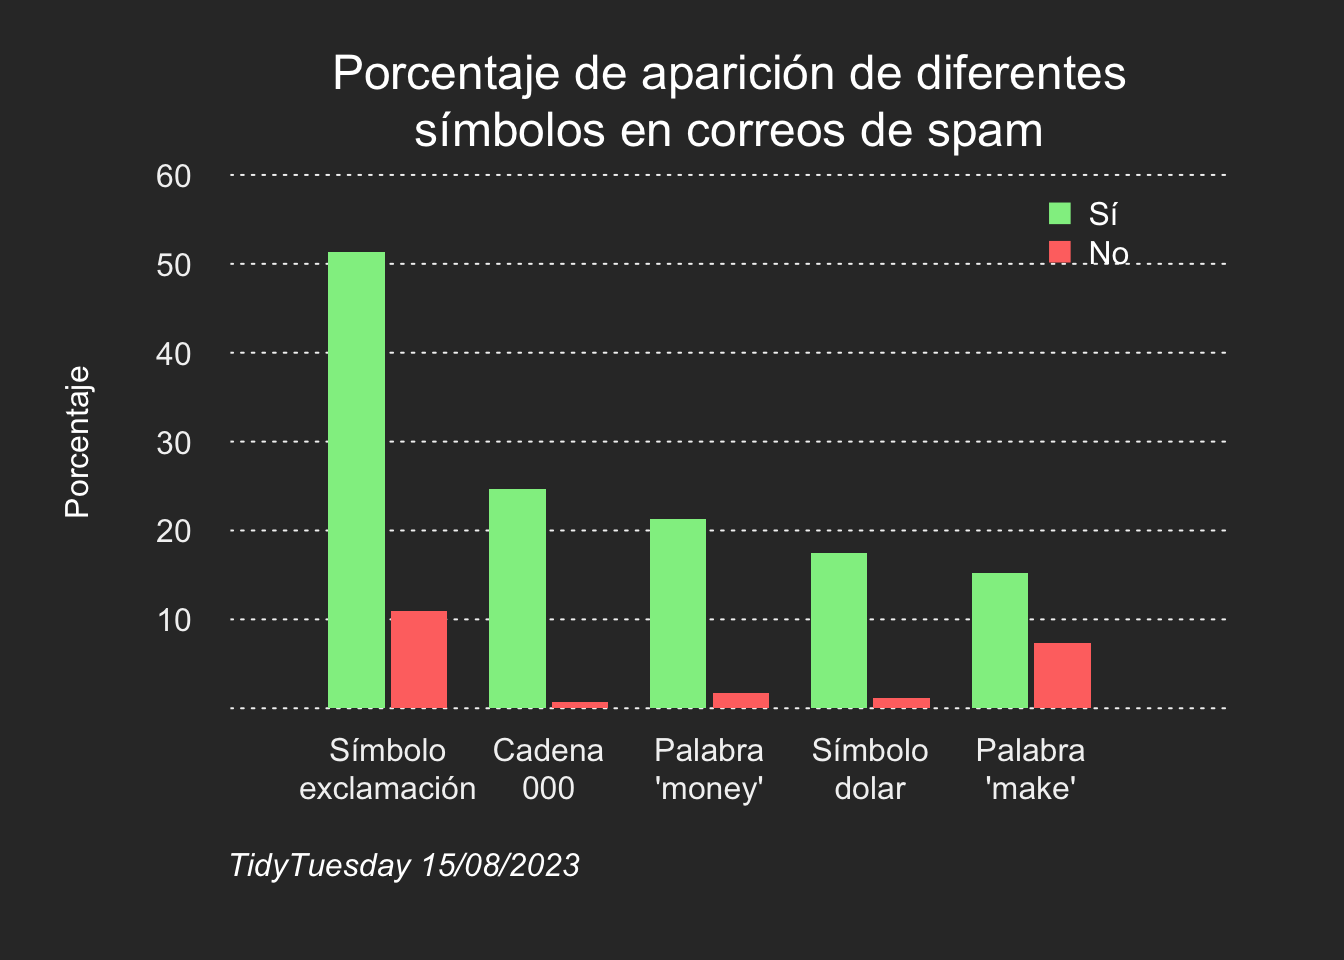 Porcentaje de aparición de diferentes
símbolos en correos de spam
60
50
40
30
20
10
Porcentaje
Sí
No
Símbolo
exclamación
Cadena
000
Palabra
'money'
Símbolo
dolar
Palabra
'make'
TidyTuesday 15/08/2023